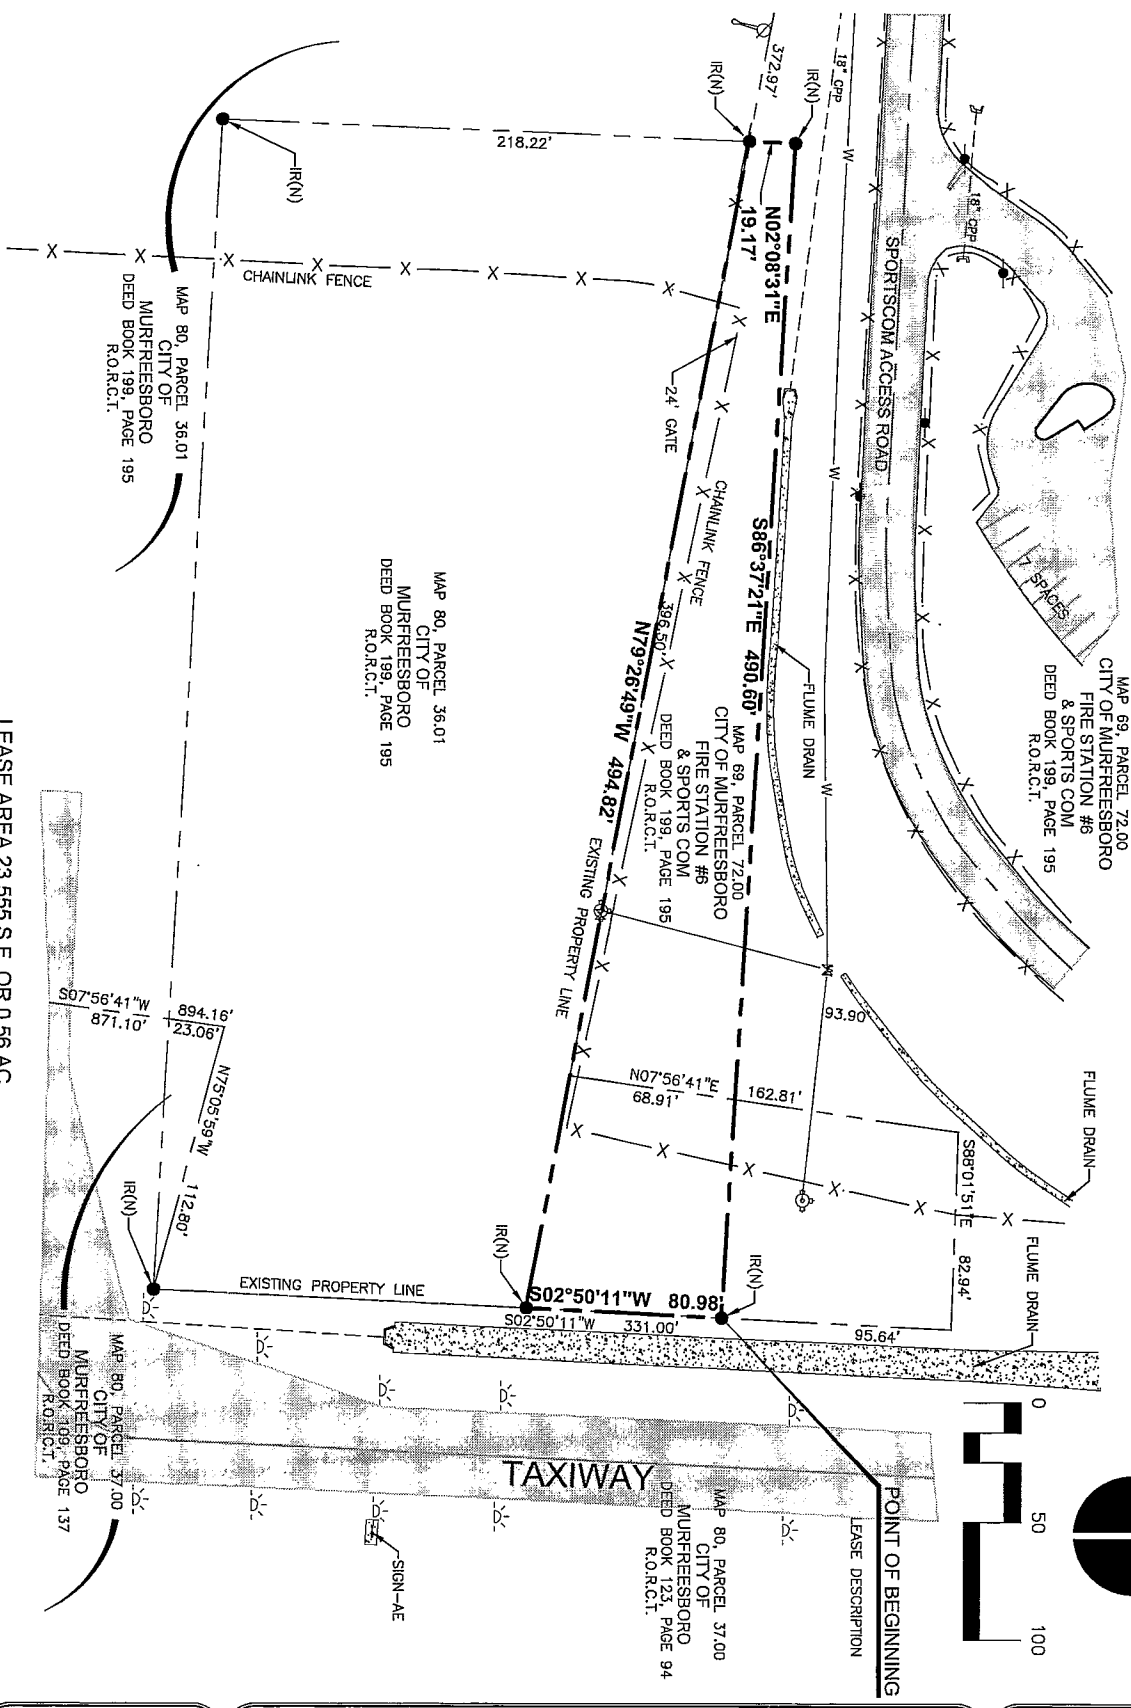 372.97'
18" CPP
IR(N)
IR(N)
218.22'
IR(N)
W
W
W
W
18" CPP
SPORTSCOM ACCESS ROAD
N02°08'31"E
19.17'
CHAINLINK FENCE
MAP 80, PARCEL 36.01
CITY OF
MURFREESBORO
DEED BOOK 199, PAGE 195
R.O.R.C.T.
24' GATE
CHAINLINK FENCE
7 SPACES
MAP 69, PARCEL 72.00
CITY OF MURFREESBORO
FIRE STATION #6
& SPORTS COM
DEED BOOK 199, PAGE 195
R.O.R.C.T.
S86°37'21"E 490.60'
396.50'
N79°26'49"W 494.82'
FLUME DRAIN
MAP 80, PARCEL 36.01
CITY OF
MURFREESBORO
DEED BOOK 199, PAGE 195
R.O.R.C.T.
MAP 69, PARCEL 72.00
CITY OF MURFREESBORO
FIRE STATION #6
& SPORTS COM
DEED BOOK 199, PAGE 195
R.O.R.C.T.
EXISTING PROPERTY LINE
LEASE AREA 23,555 S.F. OR 0.56 AC.
S07°56'41"W 894.16'
871.10' 23.06'
N75°05'59"W 112.80'
93.90'
N07°56'41"E 162.81'
68.91'
S88°01'51"E 82.94'
FLUME DRAIN
FLUME DRAIN
IR(N)
EXISTING PROPERTY LINE
IR(N)
S02°50'11"W 80.98'
S02°50'11"W 331.00'
IR(N)
95.64'
MAP 80, PARCEL 37.00
CITY OF
MURFREESBORO
DEED BOOK 109, PAGE 137
R.O.R.C.T.
TAXIWAY
SIGN-AE
MAP 80, PARCEL 37.00
CITY OF
MURFREESBORO
DEED BOOK 123, PAGE 94
R.O.R.C.T.
POINT OF BEGINNING
LEASE DESCRIPTION
0 50 100